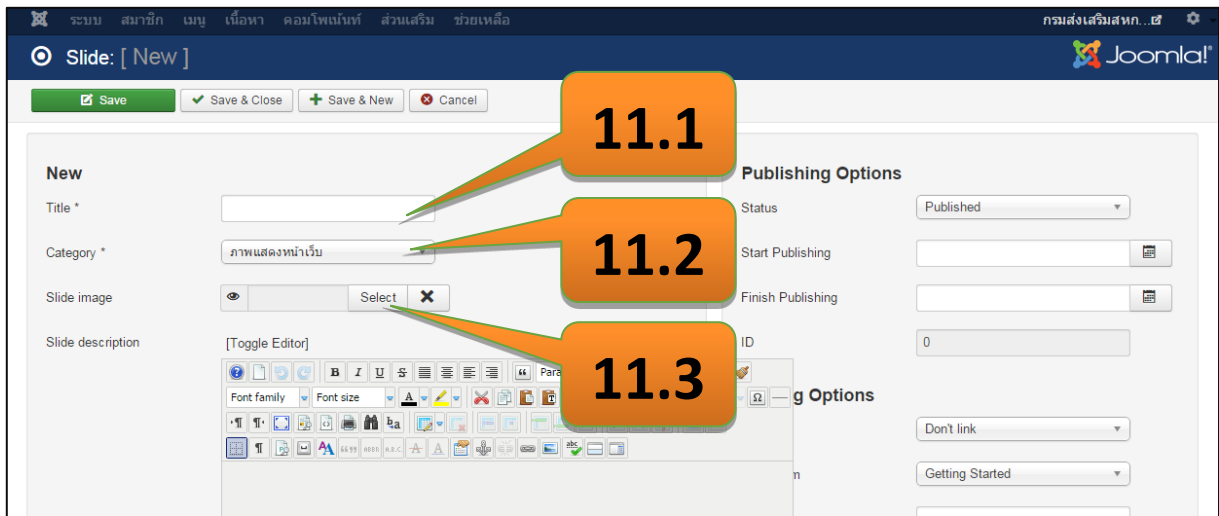 ระบบ สมาชิก เมนู เนื้อหา คอมโพเน้นท์ ส่วนเสริม ช่วยเหลือ กรมส่งเสริมสหก...
Slide: [ New ] Joomla!
Save Save & Close Save & New Cancel
11.1
New
Publishing Options
Title *
Status Published
11.2
Category * ภาพแสดงหน้าเว็บ
Start Publishing
Slide image Select
Finish Publishing
11.3
Slide description [Toggle Editor]
ID 0
B I U S Para
Font family Font size A
g Options
Don't link
n Getting Started